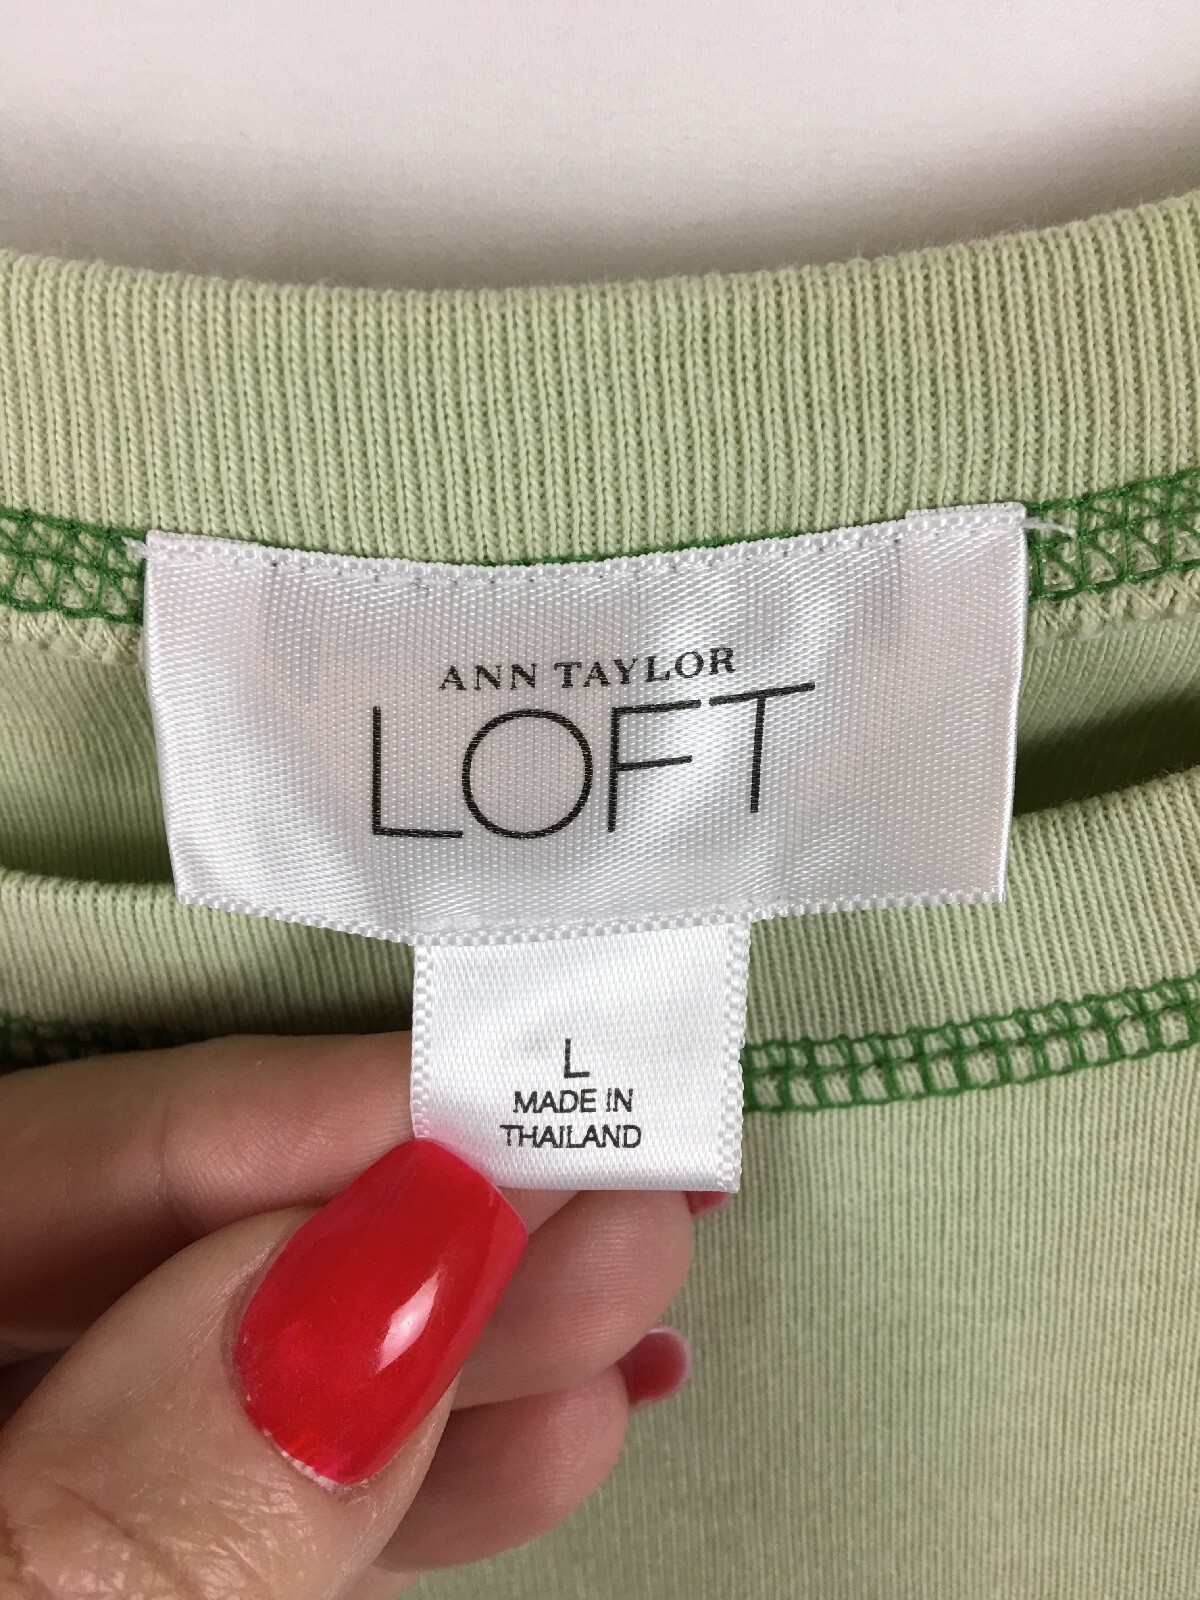 ANN TAYLOR
LOFT
L
MADE IN
THAILAND